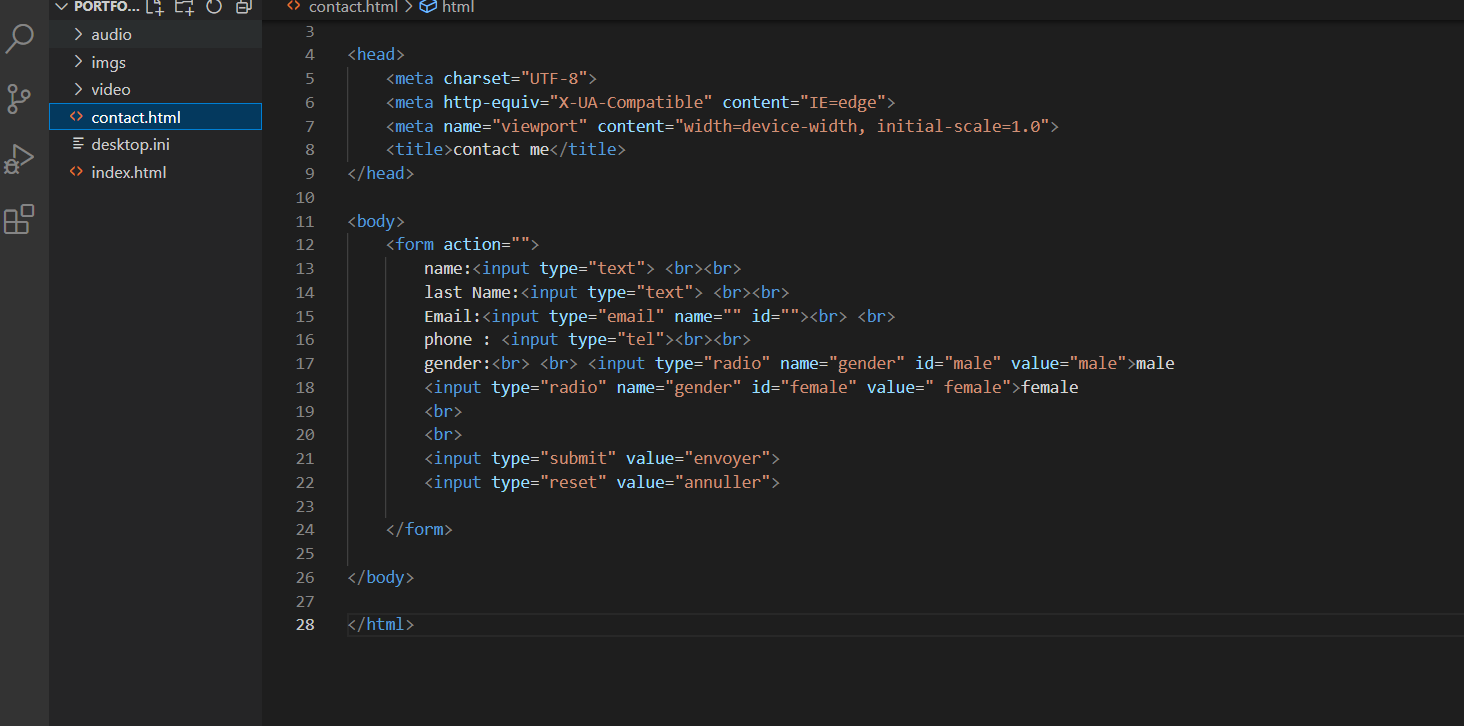 PORTFO...
audio
imgs
video
contact.html
desktop.ini
index.html
contact.html > html
3
4 <head>
5 <meta charset="UTF-8">
6 <meta http-equiv="X-UA-Compatible" content="IE=edge">
7 <meta name="viewport" content="width=device-width, initial-scale=1.0">
8 <title>contact me</title>
9 </head>
10
11 <body>
12 <form action="">
13 name:<input type="text"> <br><br>
14 last Name:<input type="text"> <br><br>
15 Email:<input type="email" name="" id=""><br> <br>
16 phone : <input type="tel"><br><br>
17 gender:<br> <br> <input type="radio" name="gender" id="male" value="male">male
18 <input type="radio" name="gender" id="female" value=" female">female
19 <br>
20 <br>
21 <input type="submit" value="envoyer">
22 <input type="reset" value="annuller">
23
24 </form>
25
26 </body>
27
28 </html>